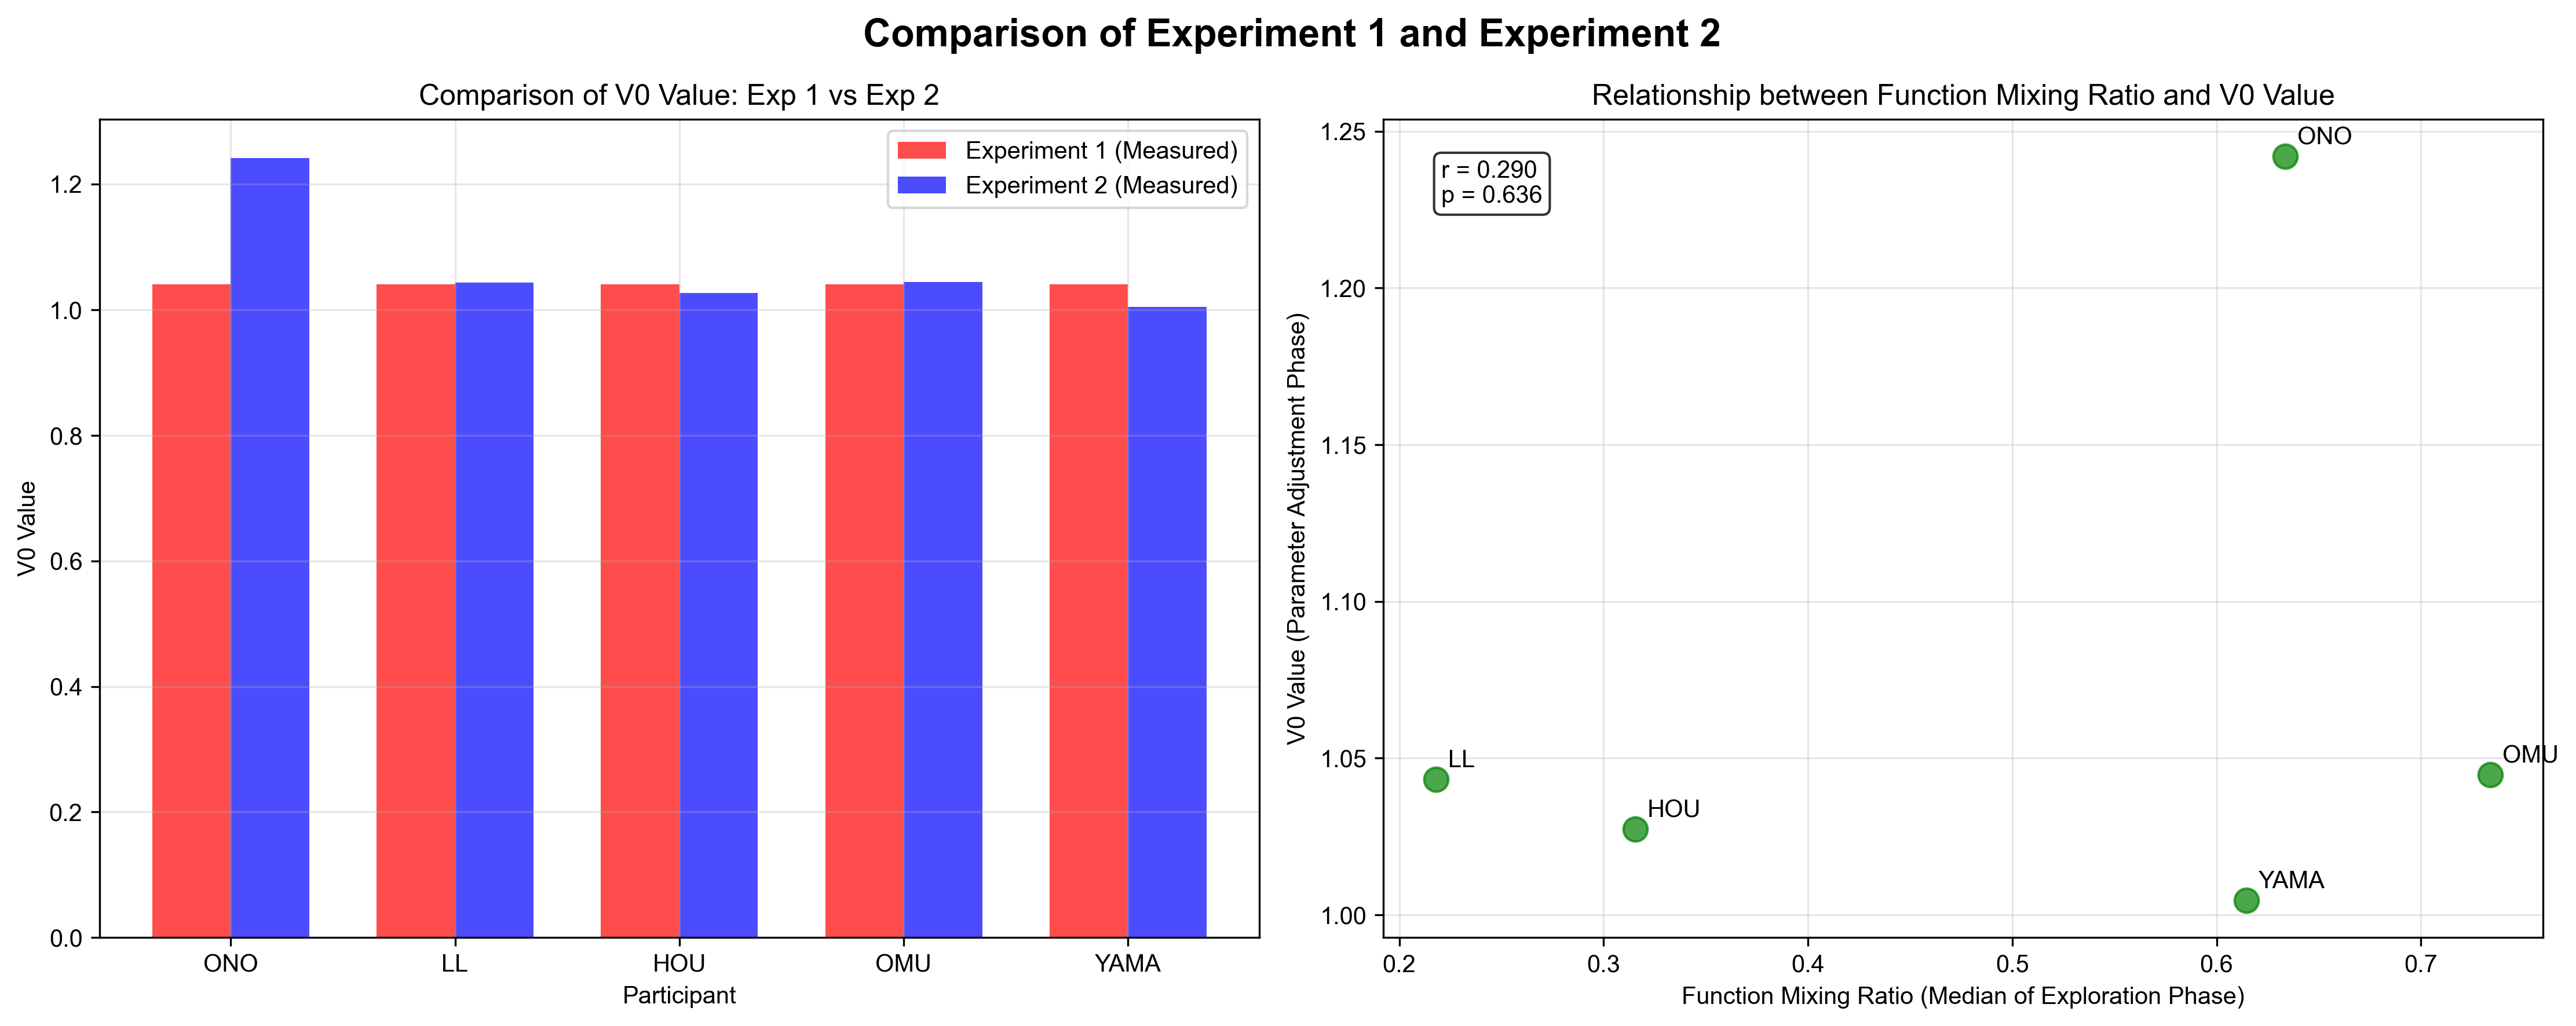 Comparison of Experiment 1 and Experiment 2
Comparison of V0 Value: Exp 1 vs Exp 2
Experiment 1 (Measured)
Experiment 2 (Measured)
V0 Value
1.2
1.0
0.8
0.6
0.4
0.2
0.0
ONO
LL
HOU
OMU
YAMA
Participant
Relationship between Function Mixing Ratio and V0 Value
r = 0.290
p = 0.636
V0 Value (Parameter Adjustment Phase)
1.25
1.20
1.15
1.10
1.05
1.00
ONO
OMU
LL
HOU
YAMA
0.2
0.3
0.4
0.5
0.6
0.7
Function Mixing Ratio (Median of Exploration Phase)